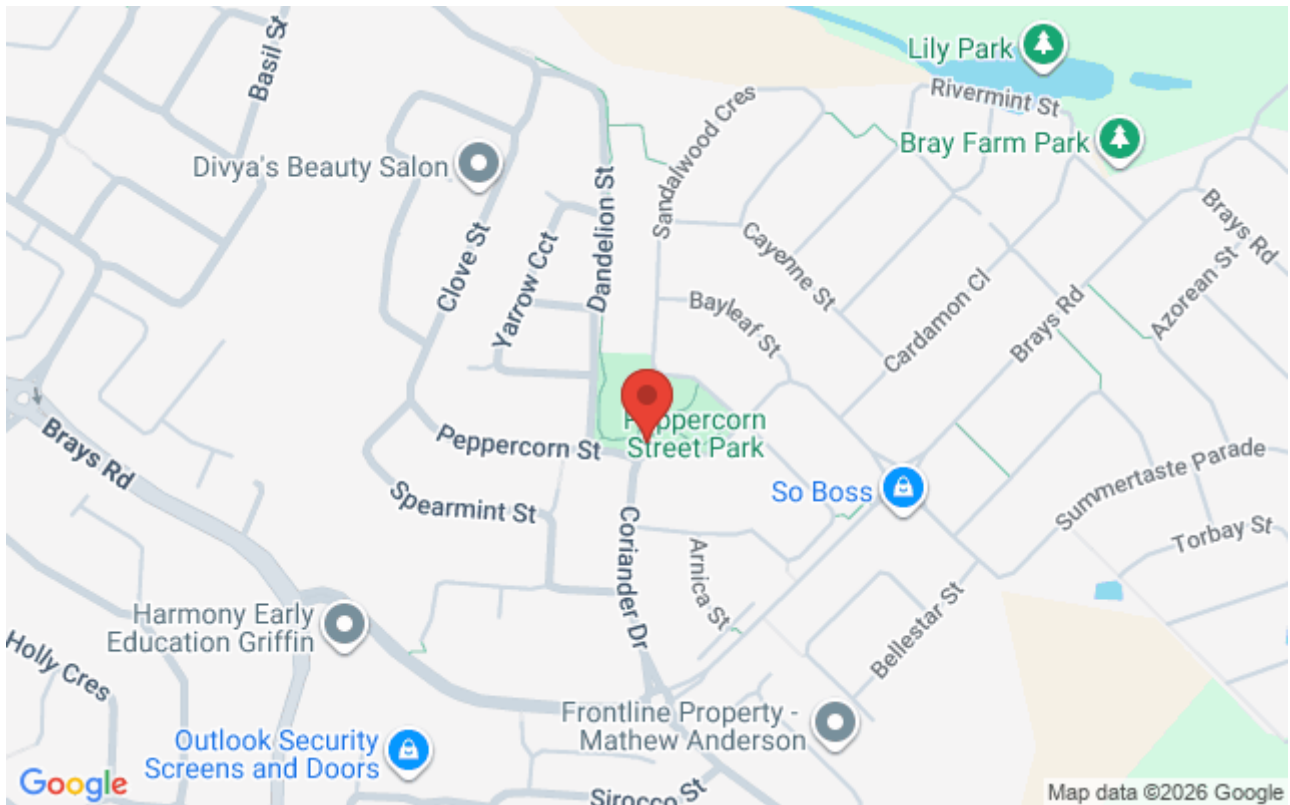 Basil St
Lily Park
Rivermint St
Bray Farm Park
Sandalwood Cres
Divya's Beauty Salon
Dandelion St
Brays Rd
Cayenne St
Yarrow Cct
Clove St
Azorean St
Bayleaf St
Cardamon Cl
Brays Rd
Peppercorn
Street Park
Peppercorn St
Brays Rd
So Boss
Summertaste Parade
Spearmint St
Torbay St
Coriander Dr
Arnica St
Harmony Early
Education Griffin
Bellestar St
Holly Cres
Frontline Property -
Mathew Anderson
Outlook Security
Screens and Doors
Sirocco St
Google
Map data ©2026 Google